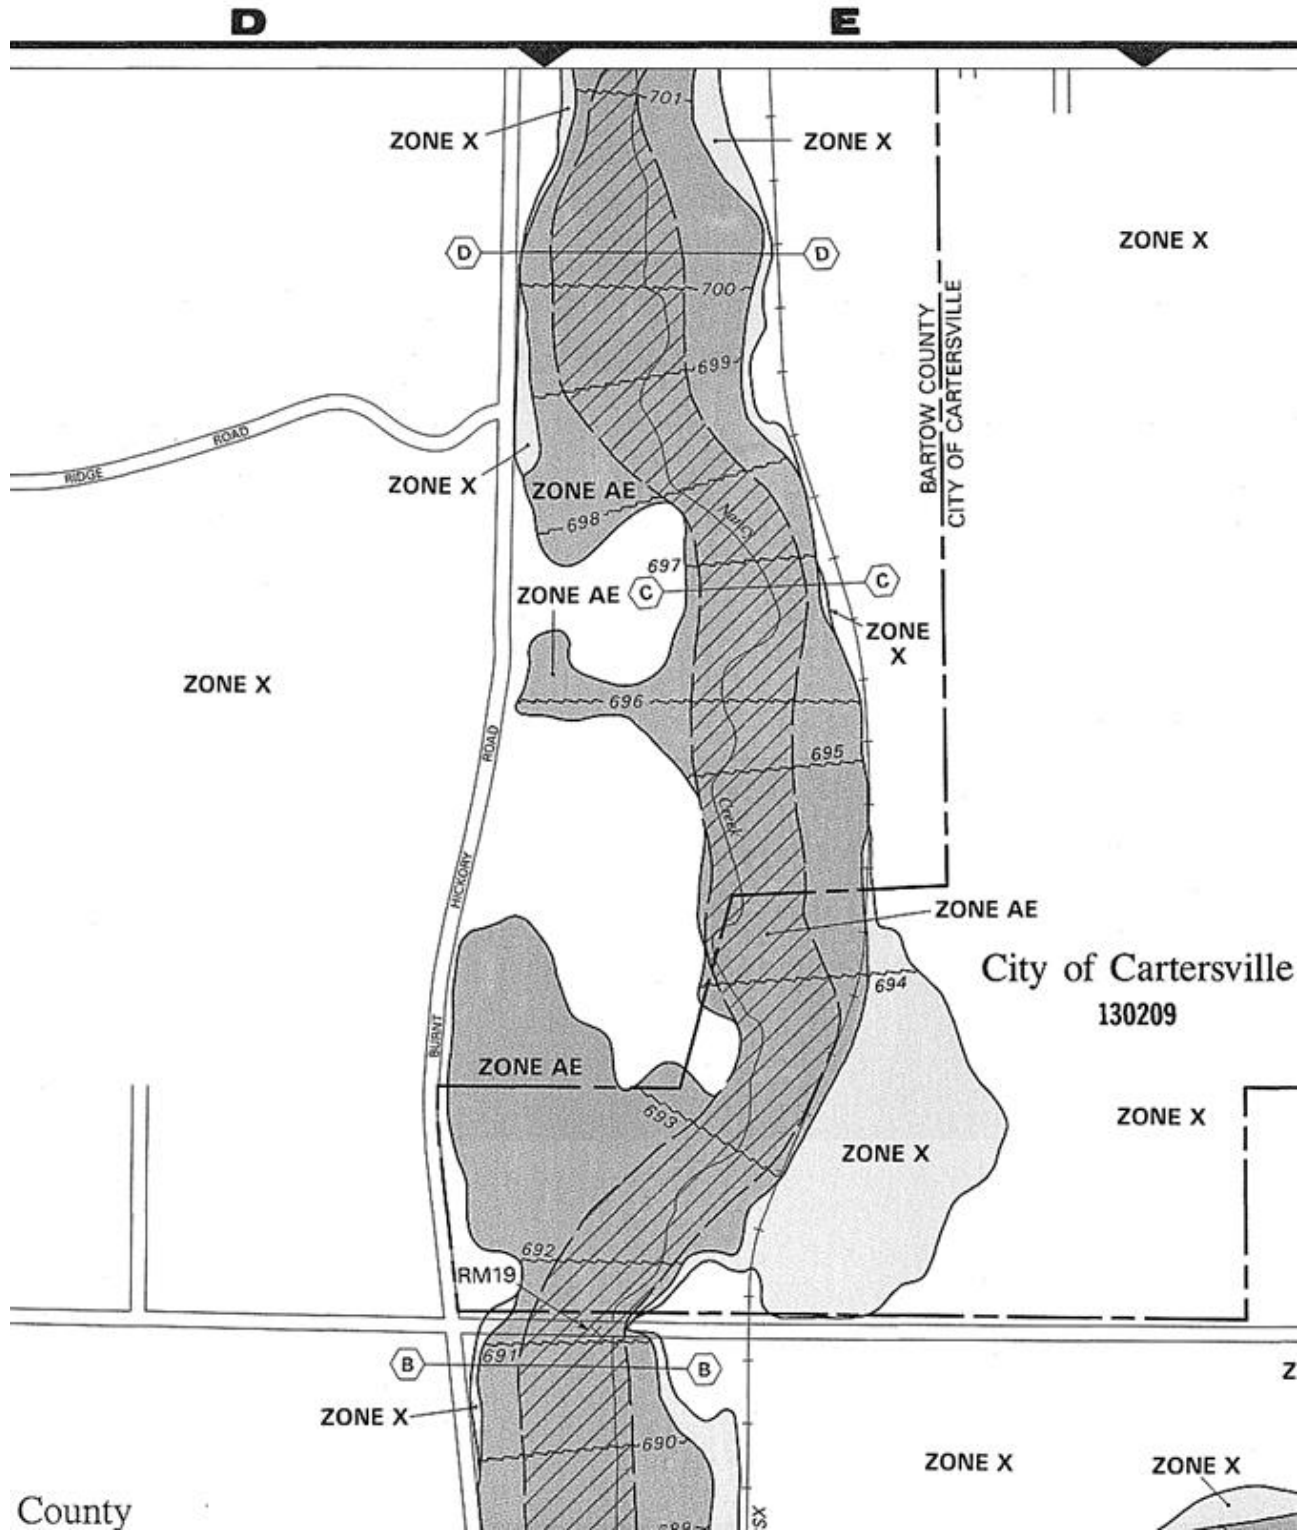 D E
701
ZONE X ZONE X
ZONE X
D D
700
BARTOW COUNTY
CITY OF CARTERSVILLE
699
RIDGE ROAD
ZONE X
ZONE AE
698
Nancy
697
ZONE AE
C C
ZONE
X
ZONE X
696
ROAD
695
Creek
HICKORY
ZONE AE
City of Cartersville
694
130209
BURNT
ZONE AE
693
ZONE X
ZONE X
692
RM19
691
B B
Z
ZONE X
690
ZONE X
ZONE X
County
689
SX